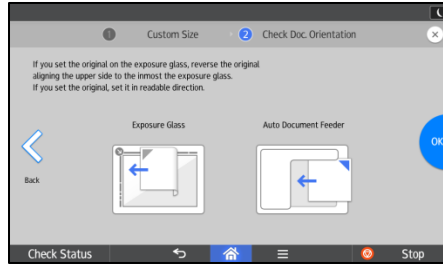 1 Custom Size 2 Check Doc. Orientation
If you set the original on the exposure glass, reverse the original
aligning the upper side to the inmost the exposure glass.
If you set the original, set it in readable direction.
Exposure Glass Auto Document Feeder
OK
Back
Check Status Stop